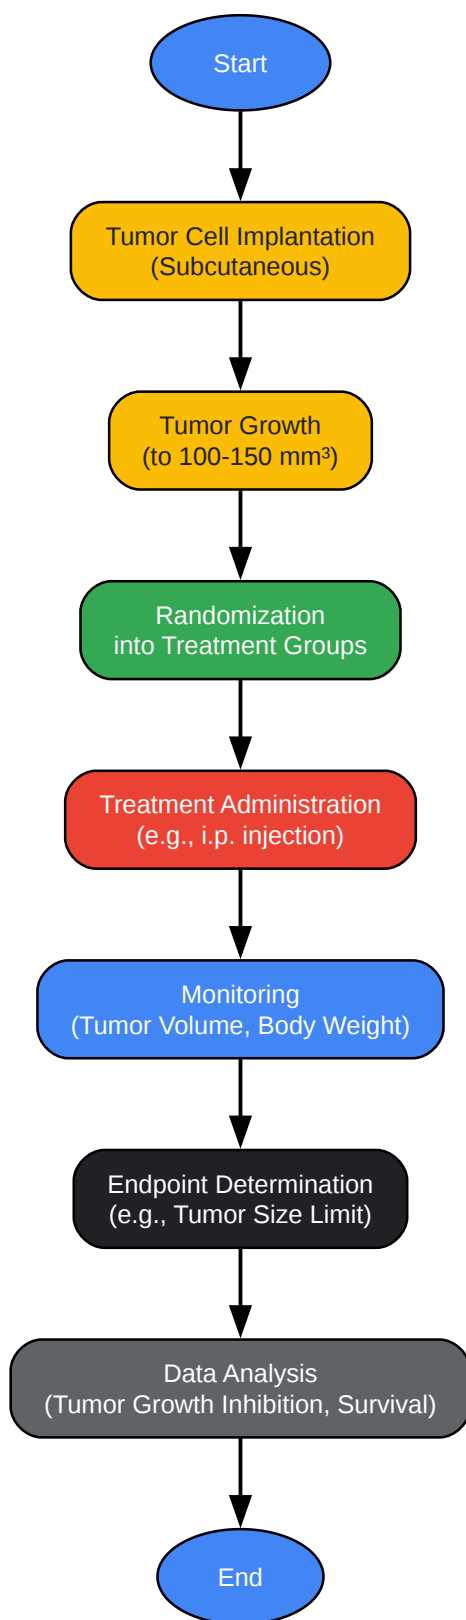 Start
Tumor Cell Implantation
(Subcutaneous)
Tumor Growth
(to 100-150 mm³)
Randomization
into Treatment Groups
Treatment Administration
(e.g., i.p. injection)
Monitoring
(Tumor Volume, Body Weight)
Endpoint Determination
(e.g., Tumor Size Limit)
Data Analysis
(Tumor Growth Inhibition, Survival)
End